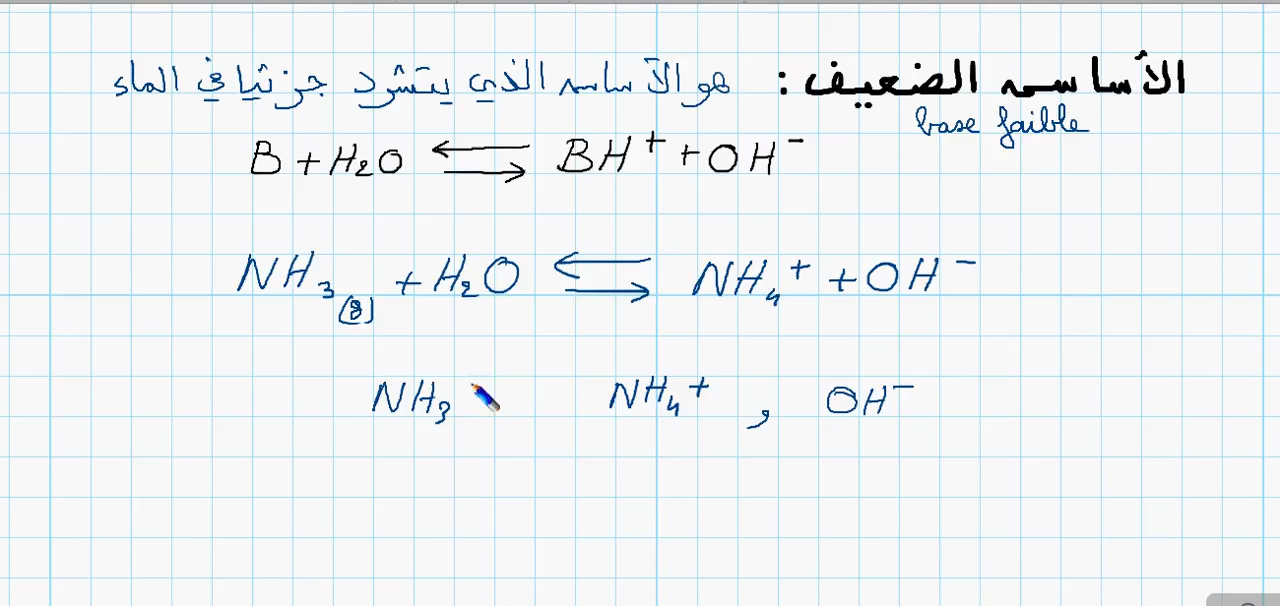 الأساس الضعيف : هو الأساس الذي يتشرد جزئيا في الماء
base faible
B + H₂O ⇌ BH⁺ + OH⁻
NH₃(g) + H₂O ⇌ NH₄⁺ + OH⁻
NH₃ NH₄⁺ , OH⁻